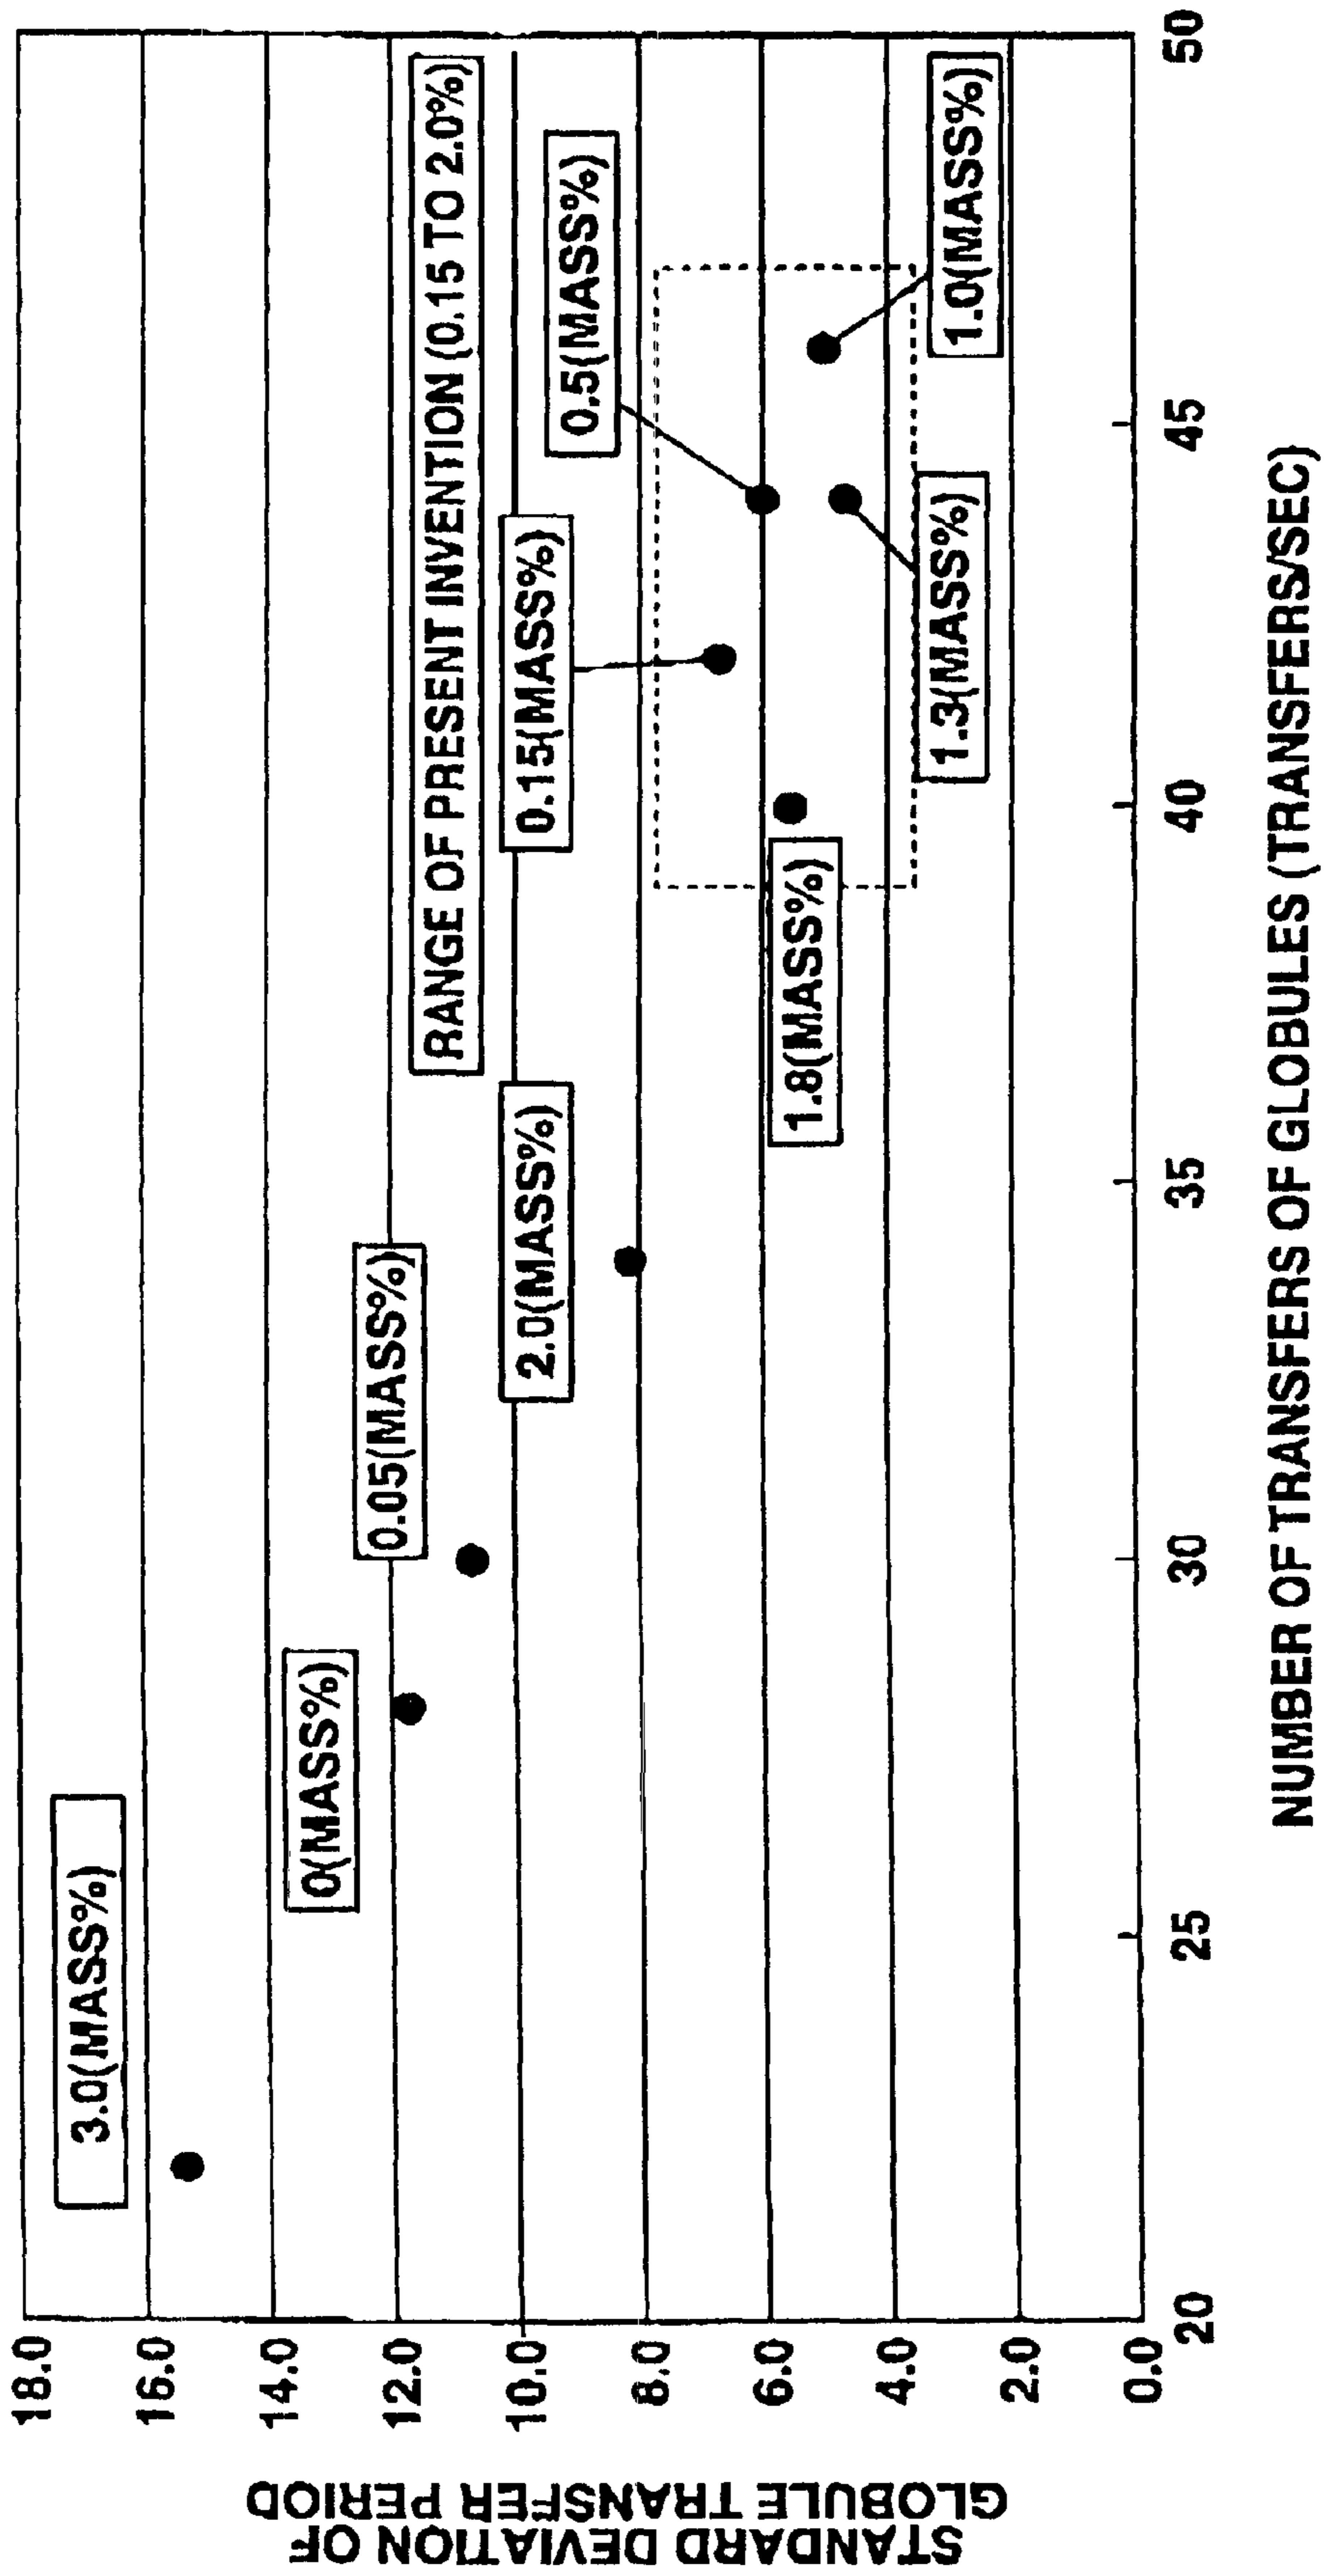 STANDARD DEVIATION OF
GLOBULE TRANSFER PERIOD
18.0
16.0
14.0
12.0
10.0
8.0
6.0
4.0
2.0
0.0
3.0(MASS%)
0(MASS%)
0.05(MASS%)
2.0(MASS%)
RANGE OF PRESENT INVENTION (0.15 TO 2.0%)
0.15(MASS%)
0.5(MASS%)
1.8(MASS%)
1.3(MASS%)
1.0(MASS%)
20
25
30
35
40
45
50
NUMBER OF TRANSFERS OF GLOBULES (TRANSFERS/SEC)